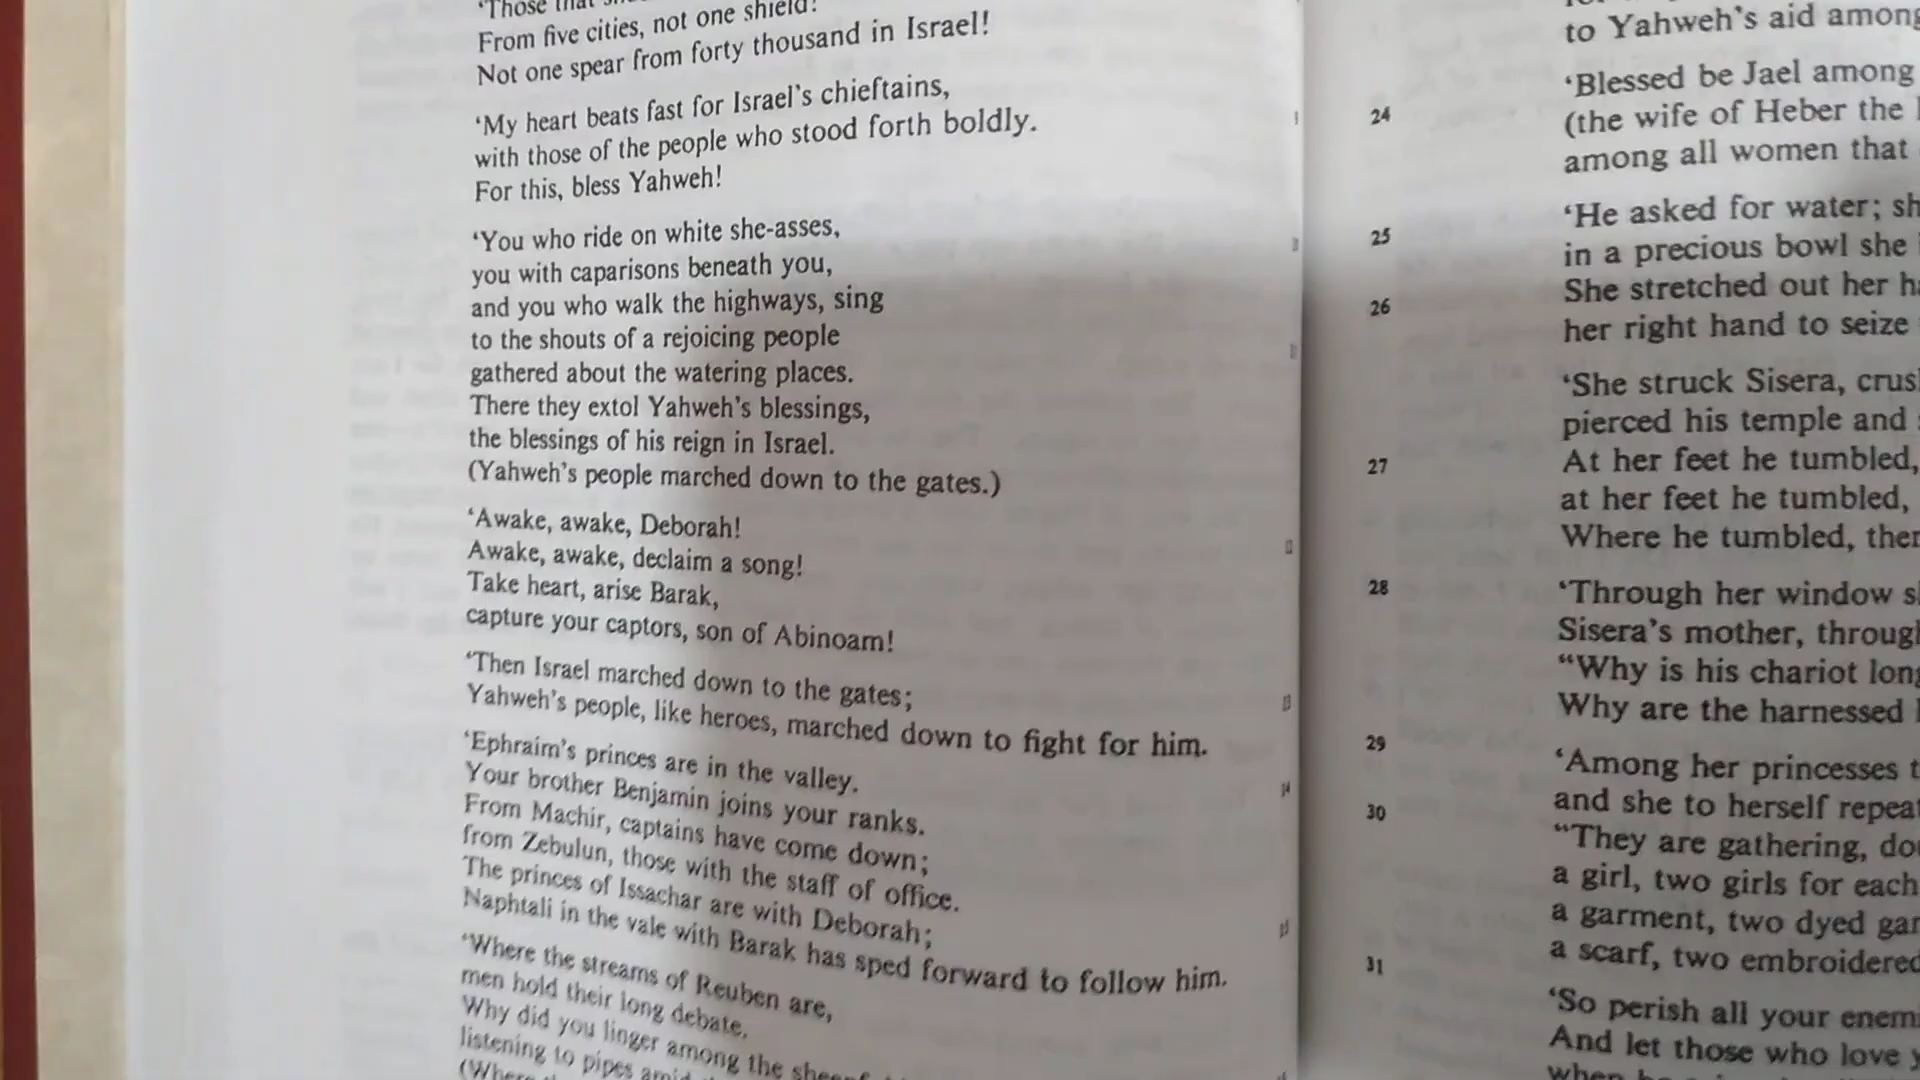 'Those that
From five cities, not one shield!
Not one spear from forty thousand in Israel!
'My heart beats fast for Israel's chieftains,
with those of the people who stood forth boldly.
For this, bless Yahweh!
'You who ride on white she-asses,
you with caparisons beneath you,
and you who walk the highways, sing
to the shouts of a rejoicing people
gathered about the watering places.
There they extol Yahweh's blessings,
the blessings of his reign in Israel.
(Yahweh's people marched down to the gates.)
'Awake, awake, Deborah!
Awake, awake, declaim a song!
Take heart, arise Barak,
capture your captors, son of Abinoam!
'Then Israel marched down to the gates;
Yahweh's people, like heroes, marched down to fight for him.
'Ephraim's princes are in the valley.
Your brother Benjamin joins your ranks.
From Machir, captains have come down;
from Zebulun, those with the staff of office.
The princes of Issachar are with Deborah;
Naphtali in the vale with Barak has sped forward to follow him.
'Where the streams of Reuben are,
men hold their long debate.
Why did you linger among the
listening to pipes
to Yahweh's aid among
24 'Blessed be Jael among
(the wife of Heber the
among all women that
25 'He asked for water;
in a precious bowl she
26 She stretched out her
her right hand to seize
'She struck Sisera,
pierced his temple and
27 At her feet he tumbled,
at her feet he tumbled,
Where he tumbled,
28 'Through her window
Sisera's mother,
"Why is his chariot
Why are the harnessed
29 'Among her princesses
and she to herself
30 "They are gathering,
a girl, two girls for each
a garment, two dyed
a scarf, two embroidered
31 'So perish all your
And let those who love